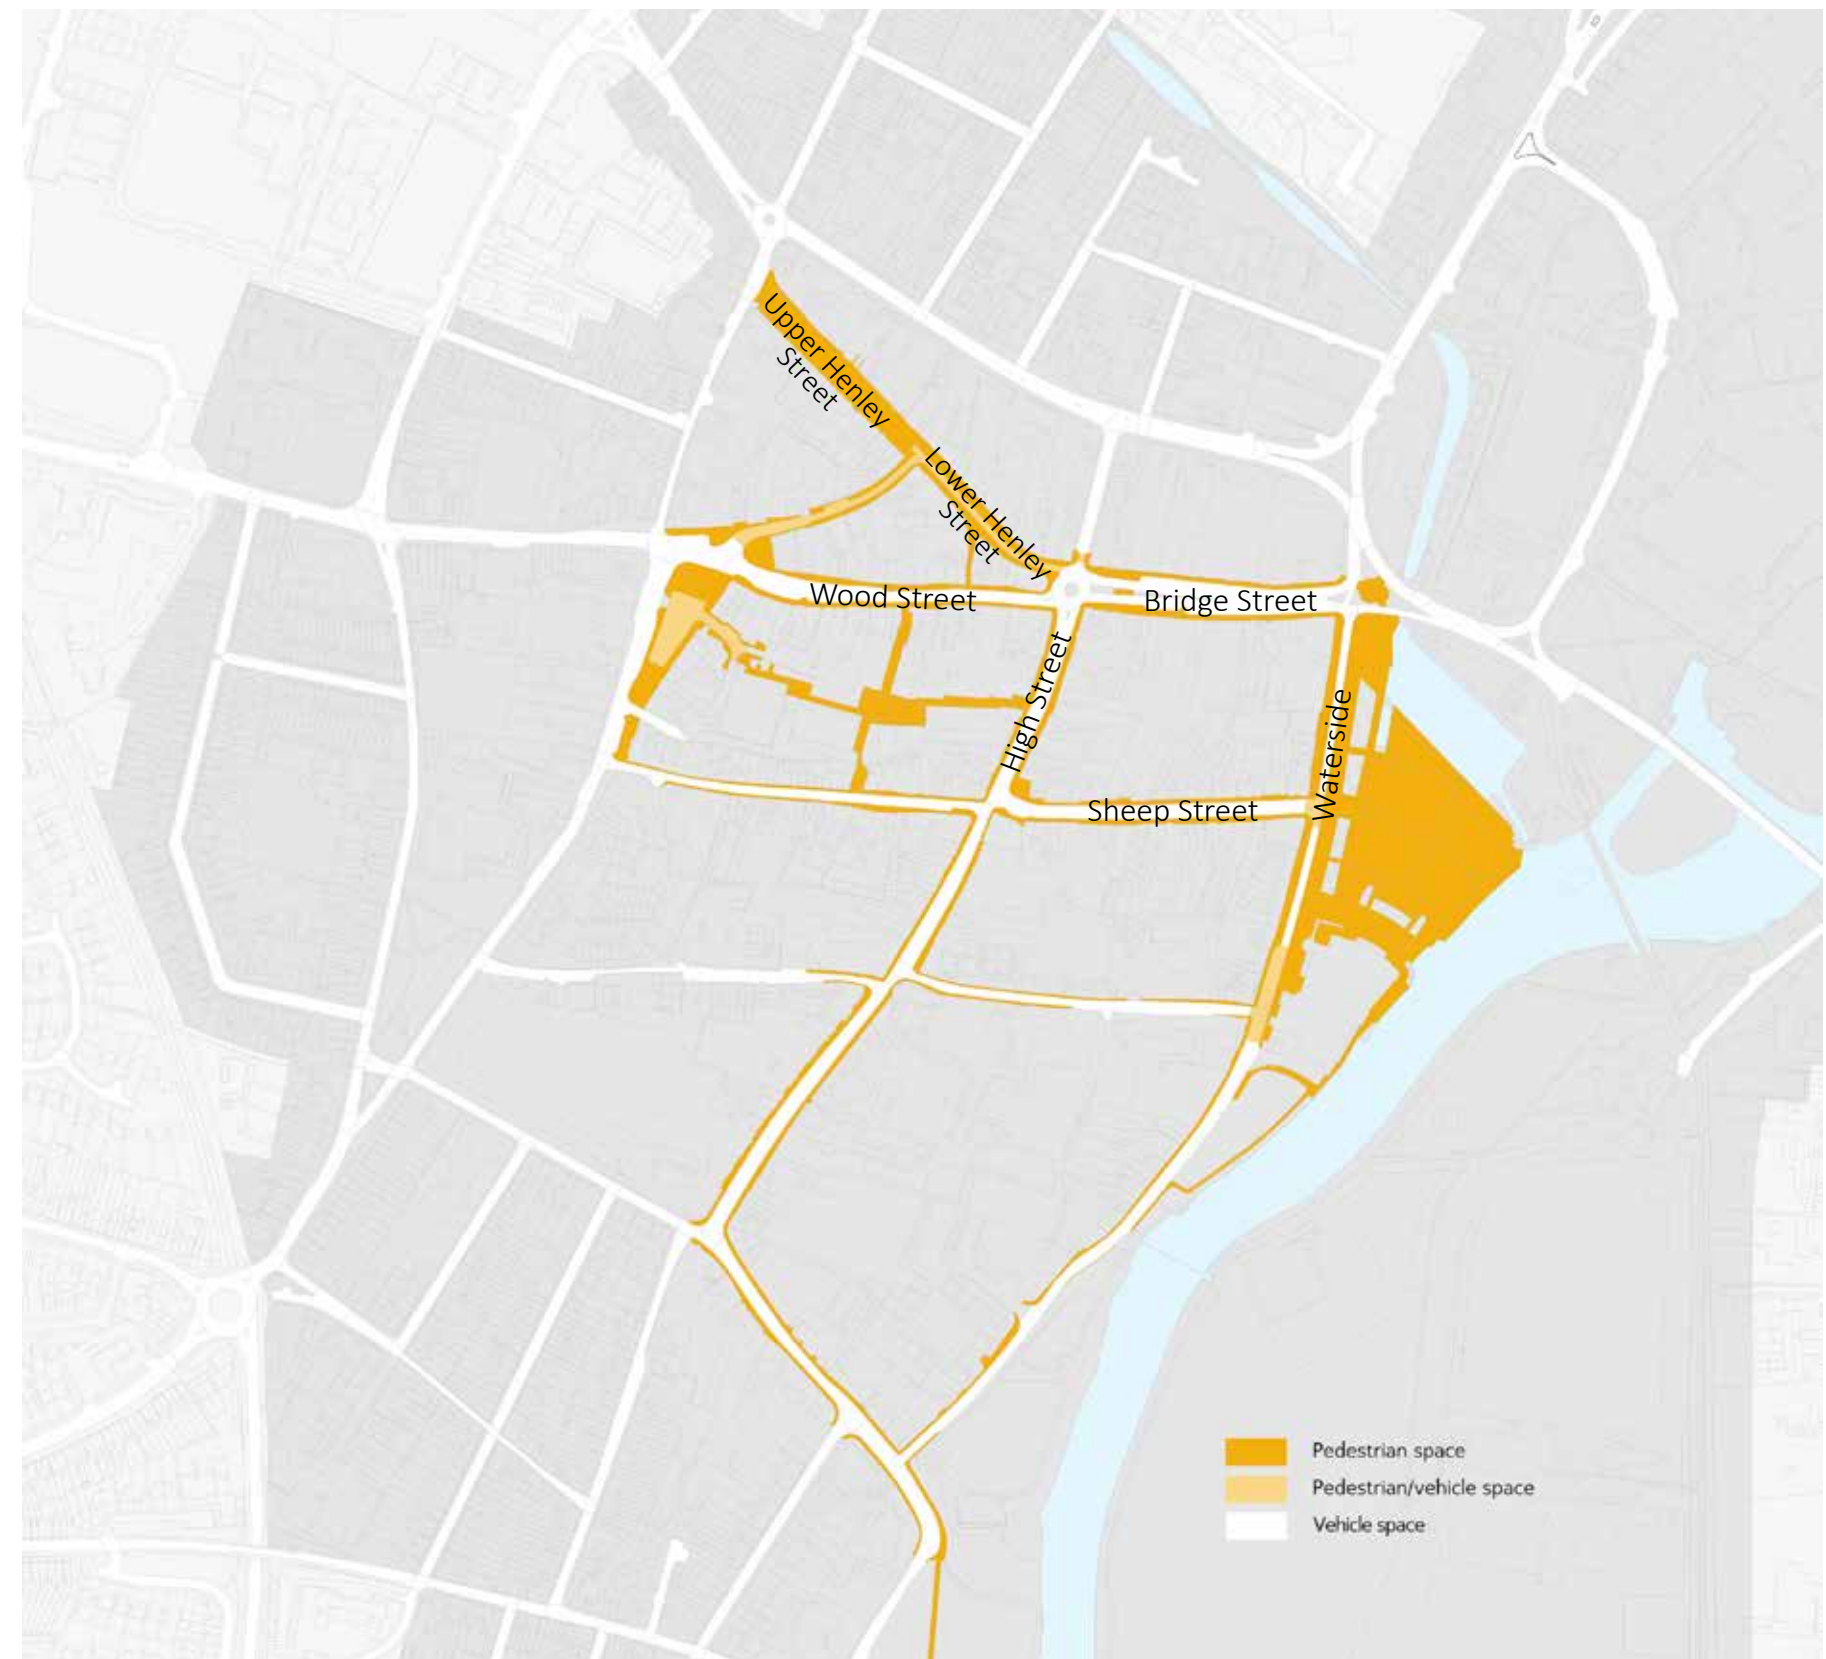 Upper Henley
Street
Lower Henley
Street
Wood Street
Bridge Street
High Street
Waterside
Sheep Street
Pedestrian space
Pedestrian/vehicle space
Vehicle space